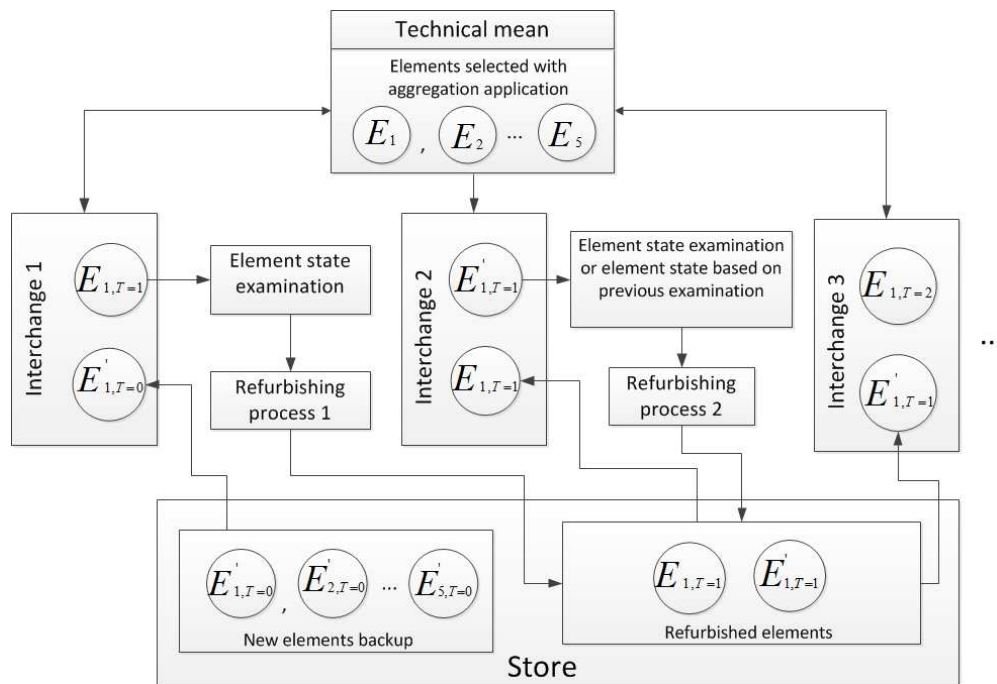 Technical mean
Elements selected with
aggregation application
E1 , E2 ... E5
Interchange 1
E1,T=1
E'1,T=0
Element state
examination
Refurbishing
process 1
Interchange 2
E'1,T=1
E1,T=1
Element state examination
or element state based on
previous examination
Refurbishing
process 2
Interchange 3
E1,T=2
E'1,T=1
..
E'1,T=0 , E'2,T=0 ... E'5,T=0
New elements backup
E1,T=1 E'1,T=1
Refurbished elements
Store